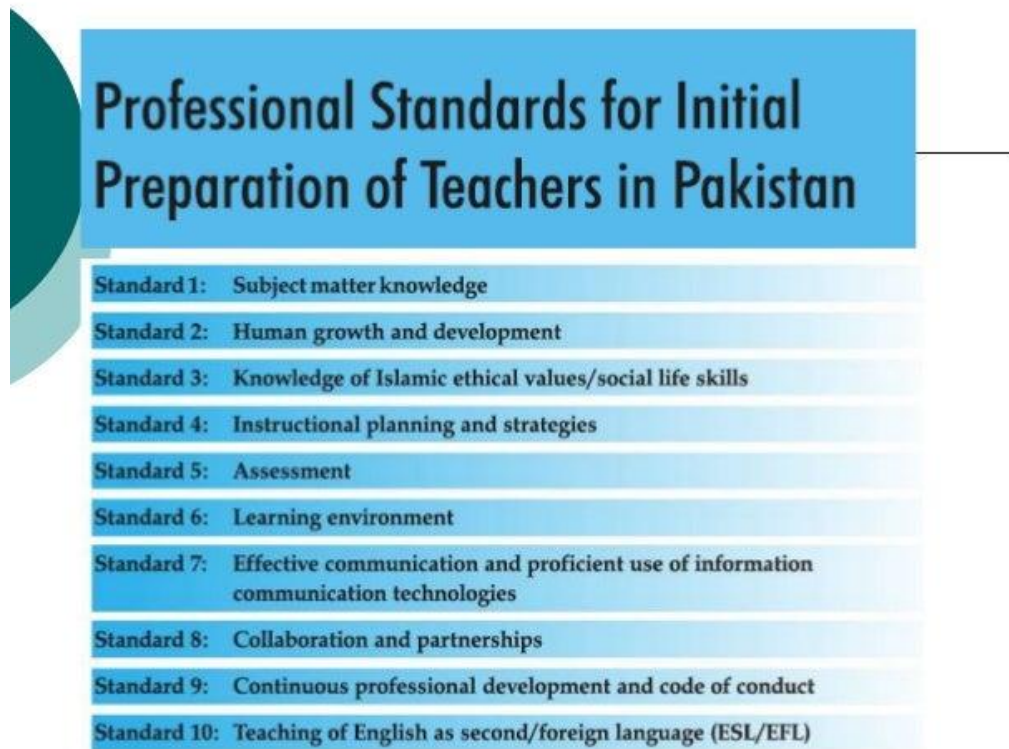 Professional Standards for Initial
Preparation of Teachers in Pakistan
Standard 1: Subject matter knowledge
Standard 2: Human growth and development
Standard 3: Knowledge of Islamic ethical values/social life skills
Standard 4: Instructional planning and strategies
Standard 5: Assessment
Standard 6: Learning environment
Standard 7: Effective communication and proficient use of information
communication technologies
Standard 8: Collaboration and partnerships
Standard 9: Continuous professional development and code of conduct
Standard 10: Teaching of English as second/foreign language (ESL/EFL)